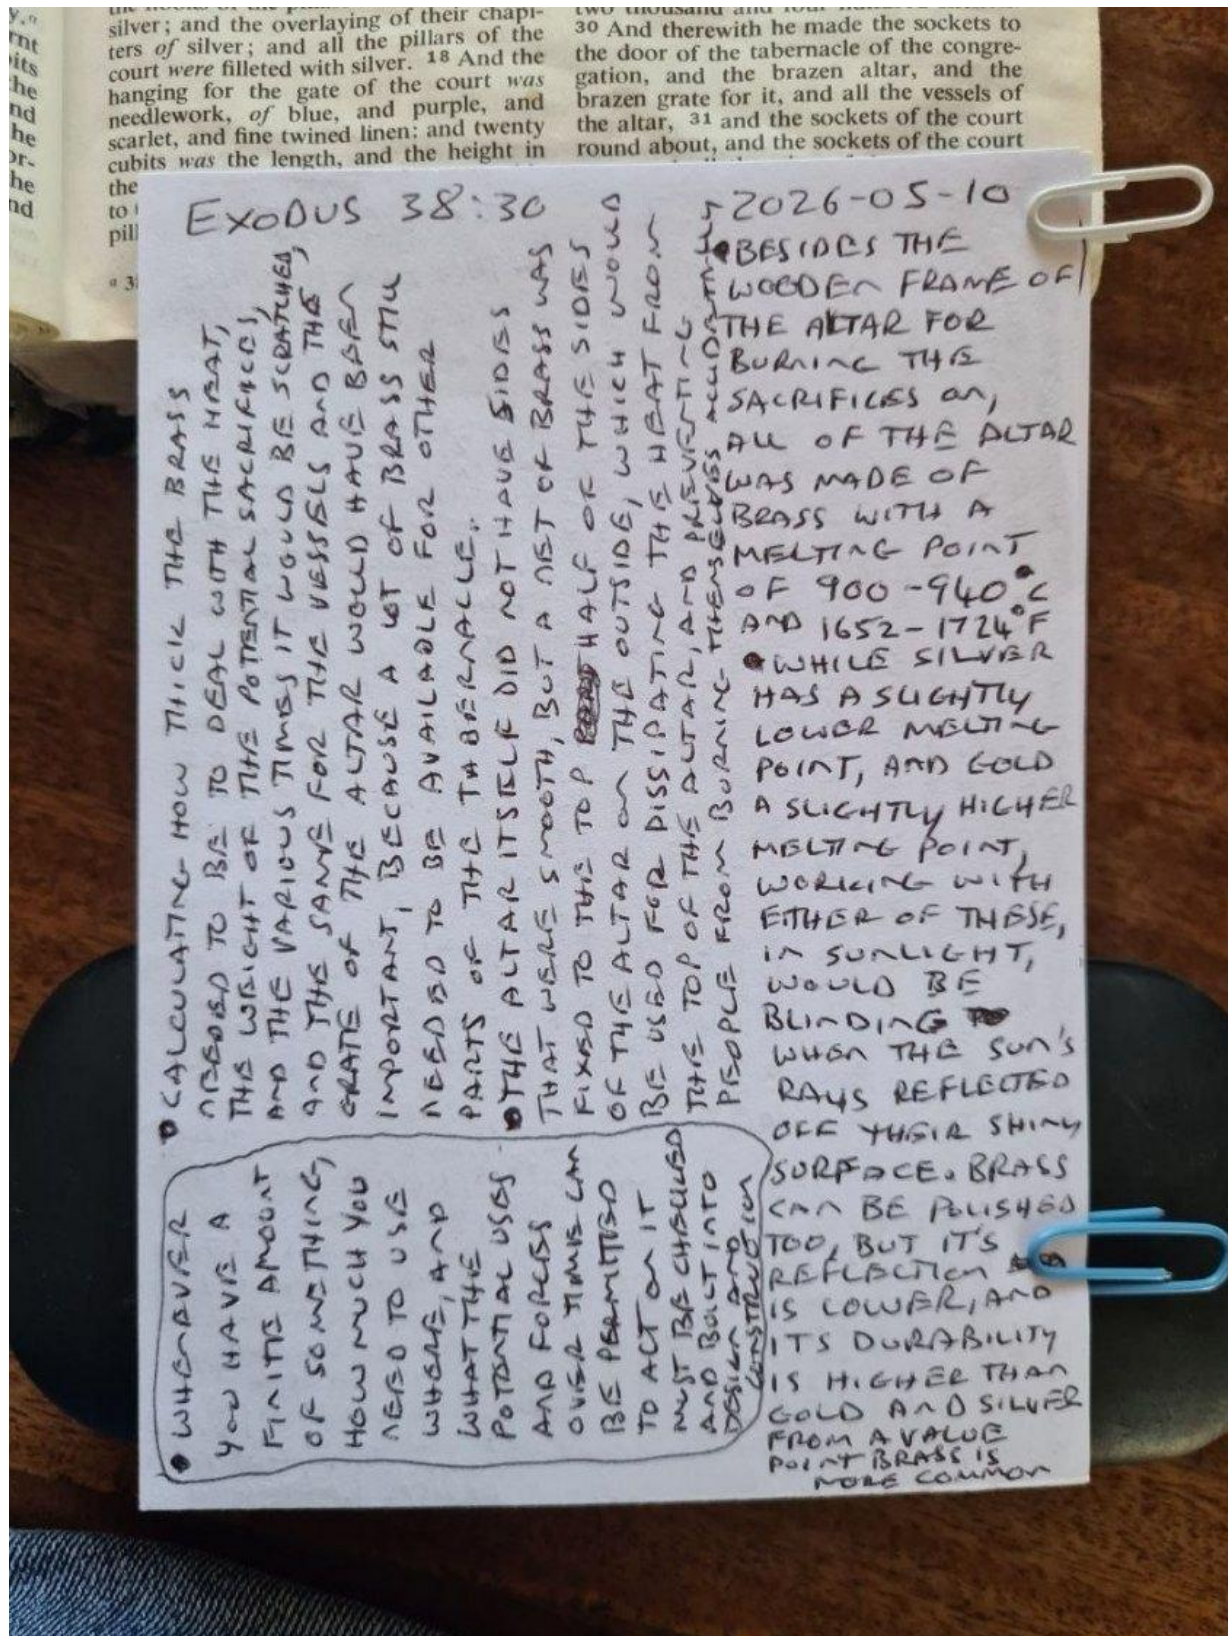 silver; and the overlaying of their chapi-
ters of silver; and all the pillars of the
court were filleted with silver. 18 And the
hanging for the gate of the court was
needlework, of blue, and purple, and
scarlet, and fine twined linen: and twenty
cubits was the length, and the height in
the
to
pill
two thousand and four
30 And therewith he made the sockets to
the door of the tabernacle of the congre-
gation, and the brazen altar, and the
brazen grate for it, and all the vessels of
the altar, 31 and the sockets of the court
round about, and the sockets of the court
EXODUS 38:30
2026-05-10
• BESIDES THE
WOODEN FRAME OF
THE ALTAR FOR
BURNING THE
SACRIFICES ON,
ALL OF THE ALTAR
WAS MADE OF
BRASS WITH A
MELTING POINT
OF 900-940°C
AND 1652-1724°F
• WHILE SILVER
HAS A SLIGHTLY
LOWER MELTING
POINT, AND GOLD
A SLIGHTLY HIGHER
MELTING POINT,
WORKING WITH
EITHER OF THESE,
IN SUNLIGHT,
WOULD BE
BLINDING
WHEN THE SUN'S
RAYS REFLECTED
OFF THEIR SHINY
SURFACE. BRASS
CAN BE POLISHED
TOO, BUT IT'S
REFLECTION
IS LOWER, AND
ITS DURABILITY
IS HIGHER THAN
GOLD AND SILVER
FROM A VALUE
POINT BRASS IS
MORE COMMON
• CALCULATING HOW THICK THE BRASS
NEEDED TO BE TO DEAL WITH THE HEAT,
THE WEIGHT OF THE POTENTIAL SACRIFICES,
AND THE VARIOUS TIMES IT WOULD BE SCRATCHED,
AND THE SAME FOR THE VESSELS AND THE
GRATE OF THE ALTAR WOULD HAVE BEEN
IMPORTANT, BECAUSE A LOT OF BRASS STILL
NEEDED TO BE AVAILABLE FOR OTHER
PARTS OF THE TABERNACLE.
• THE ALTAR ITSELF DID NOT HAVE SIDES
THAT WERE SMOOTH, BUT A NET OF BRASS WAS
FIXED TO THE TOP HALF OF THE SIDES
OF THE ALTAR ON THE OUTSIDE, WHICH WOULD
BE USED FOR DISSIPATING THE HEAT FROM
THE TOP OF THE ALTAR, AND PREVENTING
PEOPLE FROM BURNING THEMSELVES ACCIDENTALLY
• WHENEVER
YOU HAVE A
FINITE AMOUNT
OF SOMETHING,
HOW MUCH YOU
NEED TO USE
WHERE, AND
WHAT THE
POTENTIAL USES
AND FORCES
OVER TIME CAN
BE PERMITTED
TO ACT ON IT
MUST BE CHECKED
AND BUILT INTO
DESIGN AND
CONSTRUCTION